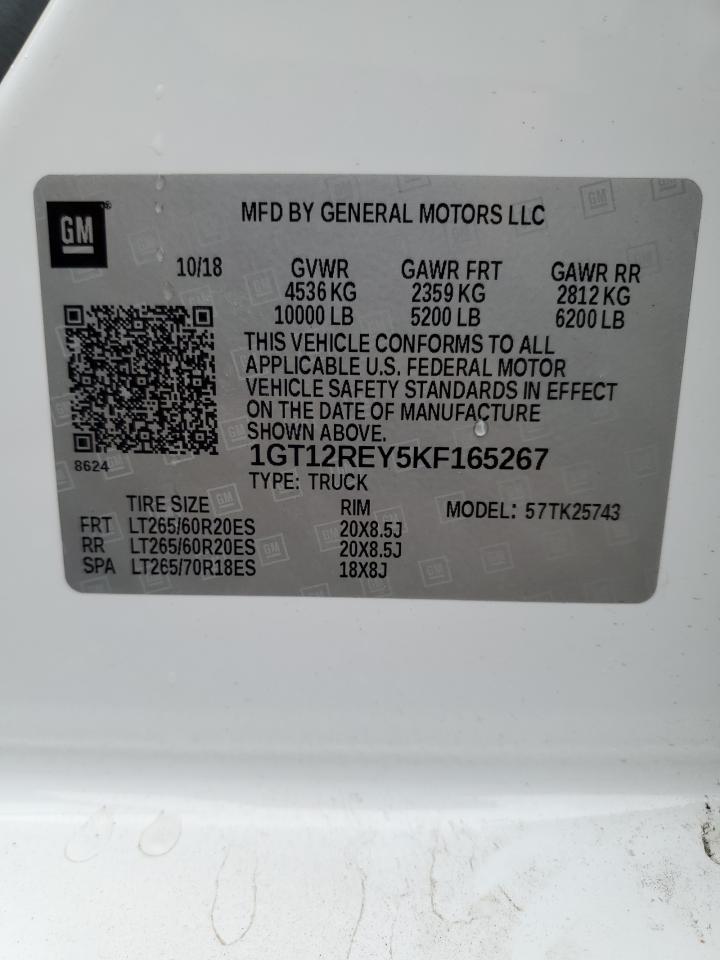 GM
MFD BY GENERAL MOTORS LLC
10/18 GVWR GAWR FRT GAWR RR
4536 KG 2359 KG 2812 KG
10000 LB 5200 LB 6200 LB
THIS VEHICLE CONFORMS TO ALL
APPLICABLE U.S. FEDERAL MOTOR
VEHICLE SAFETY STANDARDS IN EFFECT
ON THE DATE OF MANUFACTURE
SHOWN ABOVE.
8624
1GT12REY5KF165267
TYPE: TRUCK
TIRE SIZE RIM MODEL: 57TK25743
FRT LT265/60R20ES 20X8.5J
RR LT265/60R20ES 20X8.5J
SPA LT265/70R18ES 18X8J